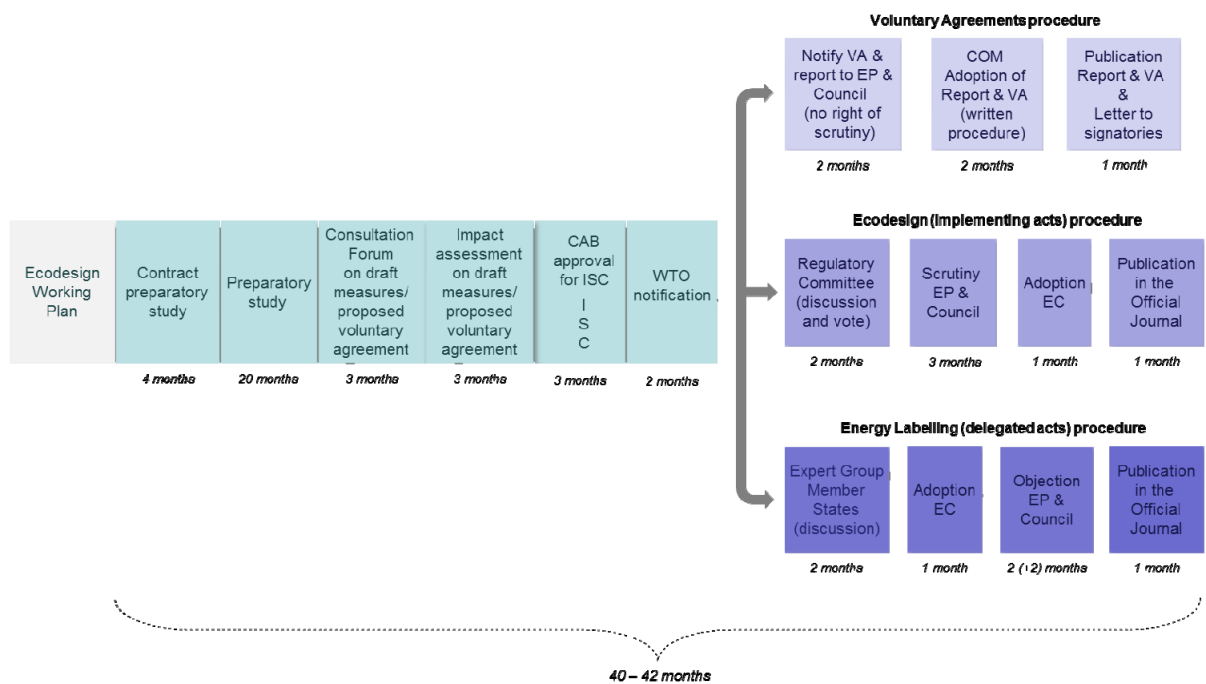 Voluntary Agreements procedure
Notify VA &
report to EP &
Council
(no right of
scrutiny)
2 months
COM
Adoption of
Report & VA
(written
procedure)
2 months
Publication
Report & VA
&
Letter to
signatories
1 month
Ecodesign
Working
Plan
Contract
preparatory
study
4 months
Preparatory
study
20 months
Consultation
Forum
on draft
measures/
proposed
voluntary
agreement
3 months
Impact
assessment
on draft
measures/
proposed
voluntary
agreement
3 months
CAB
approval
for ISC
I
S
C
3 months
WTO
notification
2 months
Ecodesign (implementing acts) procedure
Regulatory
Committee
(discussion
and vote)
2 months
Scrutiny
EP &
Council
3 months
Adoption
EC
1 month
Publication
in the
Official
Journal
1 month
Energy Labelling (delegated acts) procedure
Expert Group
Member
States
(discussion)
2 months
Adoption
EC
1 month
Objection
EP &
Council
2 (+2) months
Publication
in the
Official
Journal
1 month
40 – 42 months